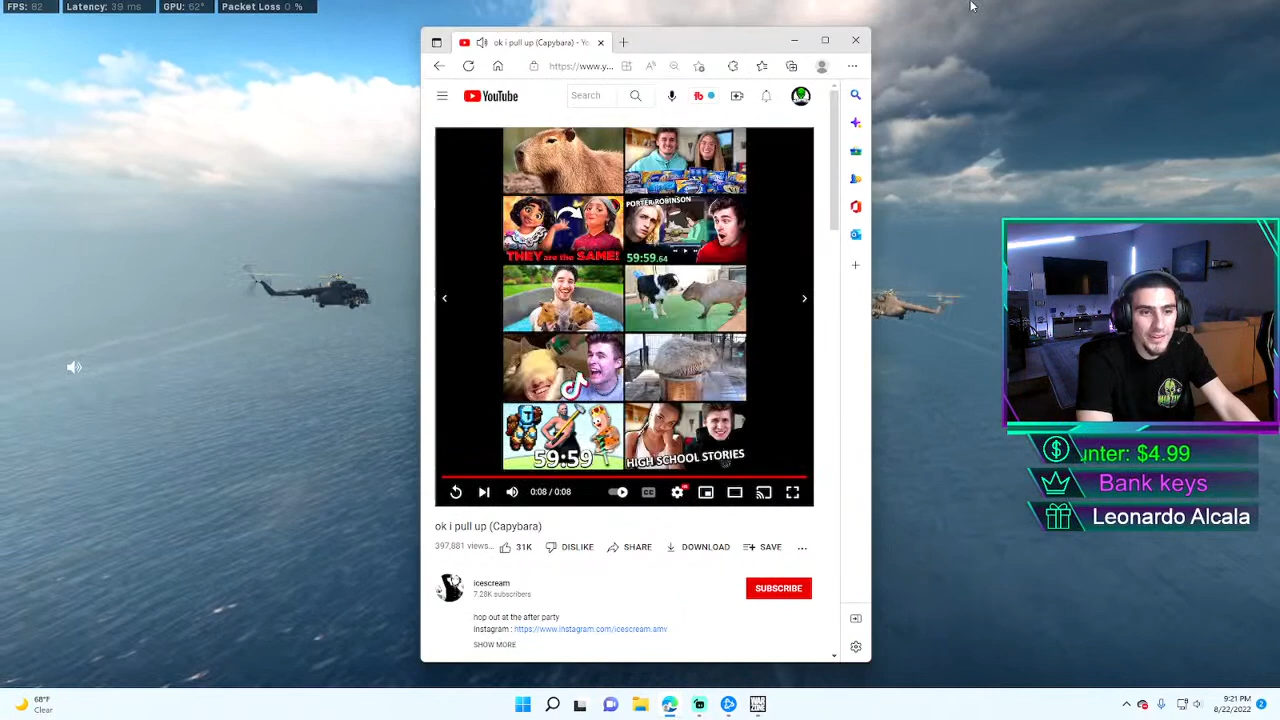 FPS: 82 Latency: 39 ms GPU: 62° Packet Loss 0 %
ok i pull up (Capybara) - Yo
https://www.y...
YouTube
Search
THEY are the SAME!
PORTER ROBINSON
59:59.64
59:59
HIGH SCHOOL STORIES
0:08 / 0:08
ok i pull up (Capybara)
397,881 views...
31K
DISLIKE
SHARE
DOWNLOAD
SAVE
...
icescream
7.28K subscribers
SUBSCRIBE
hop out at the after party
Instagram : https://www.instagram.com/icescream.amv
SHOW MORE
unter: $4.99
Bank keys
Leonardo Alcala
68°F
Clear
9:21 PM
8/22/2022
2